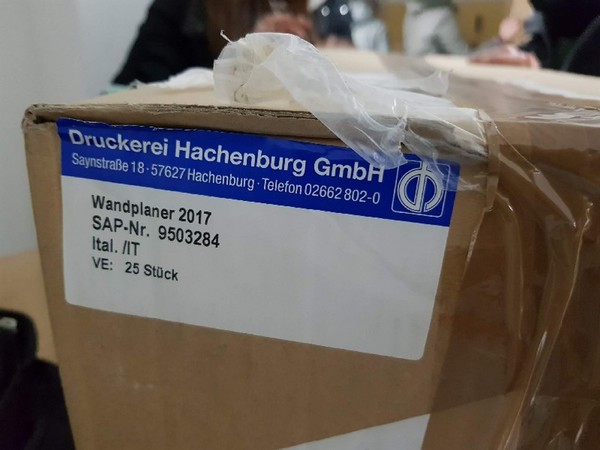 Druckerei Hachenburg GmbH
Saynstraße 18 · 57627 Hachenburg · Telefon 02662 802-0
Wandplaner 2017
SAP-Nr. 9503284
Ital. /IT
VE: 25 Stück